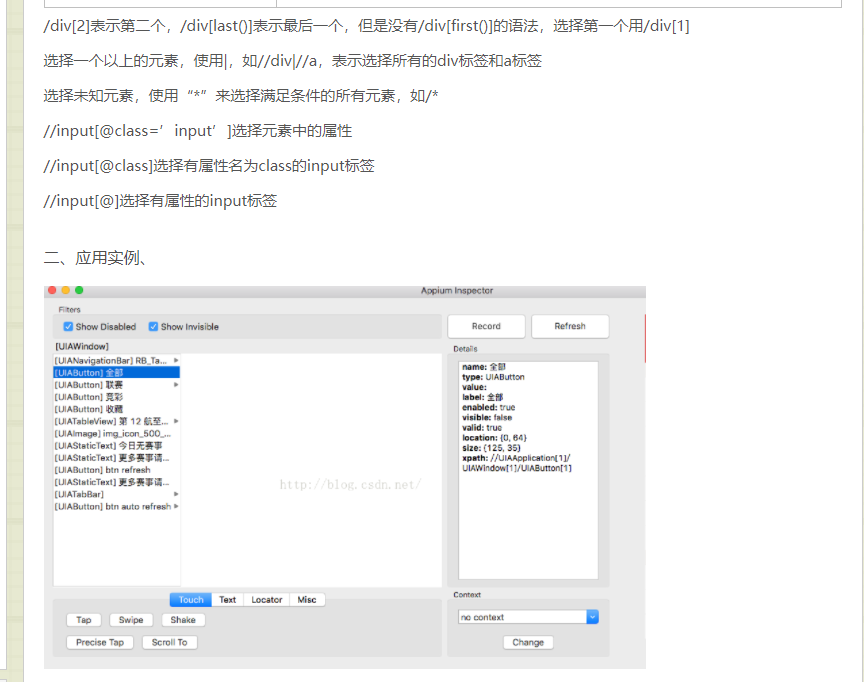 /div[2]表示第二个，/div[last()]表示最后一个，但是没有/div[first()]的语法，选择第一个用/div[1]
选择一个以上的元素，使用|，如//div|//a，表示选择所有的div标签和a标签
选择未知元素，使用“*”来选择满足条件的所有元素，如/*
//input[@class=’input’]选择元素中的属性
//input[@class]选择有属性名为class的input标签
//input[@]选择有属性的input标签
二、应用实例、
Appium Inspector
Filters
Show Disabled
Show Invisible
Record
Refresh
[UIAWindow]
[UIANavigationBar] RB_Ta...
[UIAButton] 全部
[UIAButton] 联赛
[UIAButton] 竞彩
[UIAButton] 收藏
[UIATableView] 第 12 航至...
[UIAImage] img_icon_500_...
[UIAStaticText] 今日无赛事
[UIAStaticText] 更多赛事请...
[UIAButton] btn refresh
[UIAStaticText] 更多赛事请...
[UIATabBar]
[UIAButton] btn auto refresh
http://blog.csdn.net/
Details
name: 全部
type: UIAButton
value:
label: 全部
enabled: true
visible: false
valid: true
location: {0, 64}
size: {125, 35}
xpath: //UIAApplication[1]/
UIAWindow[1]/UIAButton[1]
Touch
Text
Locator
Misc
Tap
Swipe
Shake
Precise Tap
Scroll To
Context
no context
Change